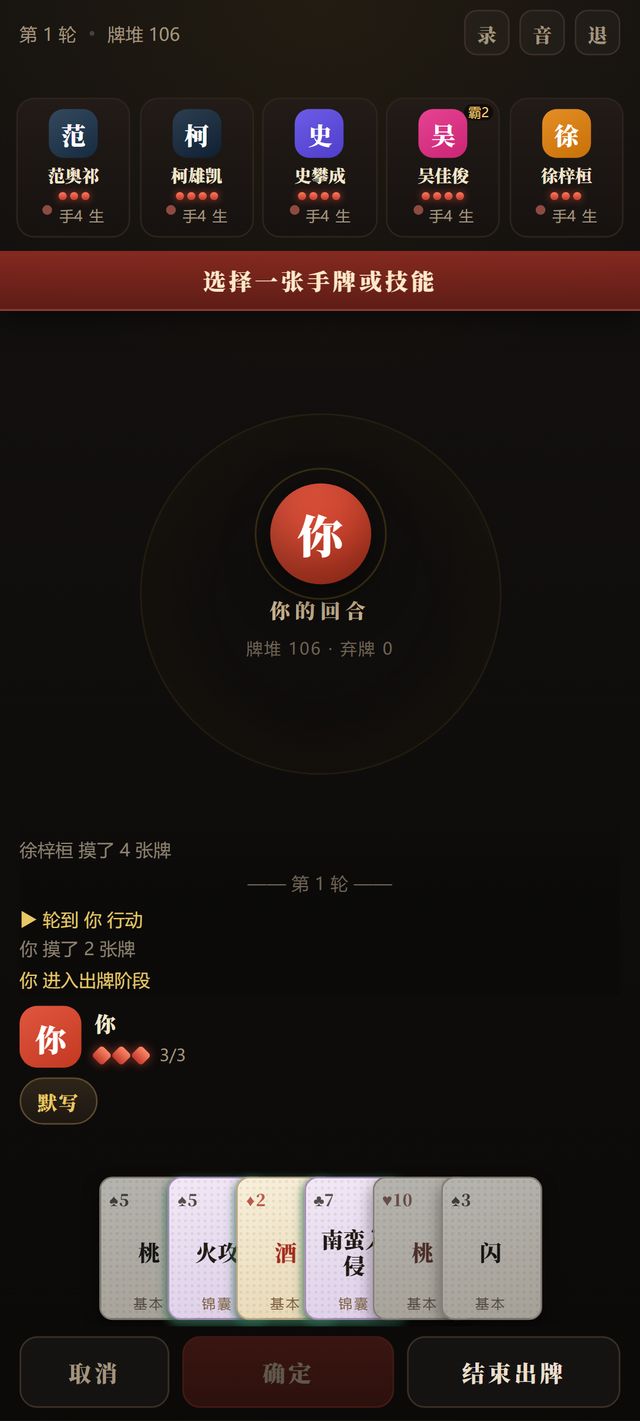 第 1 轮 • 牌堆 106
录 音 退
范 柯 史 吴 霸2 徐
范奥祁 柯雄凯 史攀成 吴佳俊 徐梓桓
手4 生 手4 生 手4 生 手4 生 手4 生
选择一张手牌或技能
你
你的回合
牌堆 106 · 弃牌 0
徐梓桓 摸了 4 张牌
—— 第 1 轮 ——
▶ 轮到 你 行动
你 摸了 2 张牌
你 进入出牌阶段
你 你
3/3
默写
♠5 ♠5 ♦2 ♣7 ♥10 ♠3
桃 火攻 酒 南蛮入侵 桃 闪
基本 锦囊 基本 锦囊 基本 基本
取消 确定 结束出牌